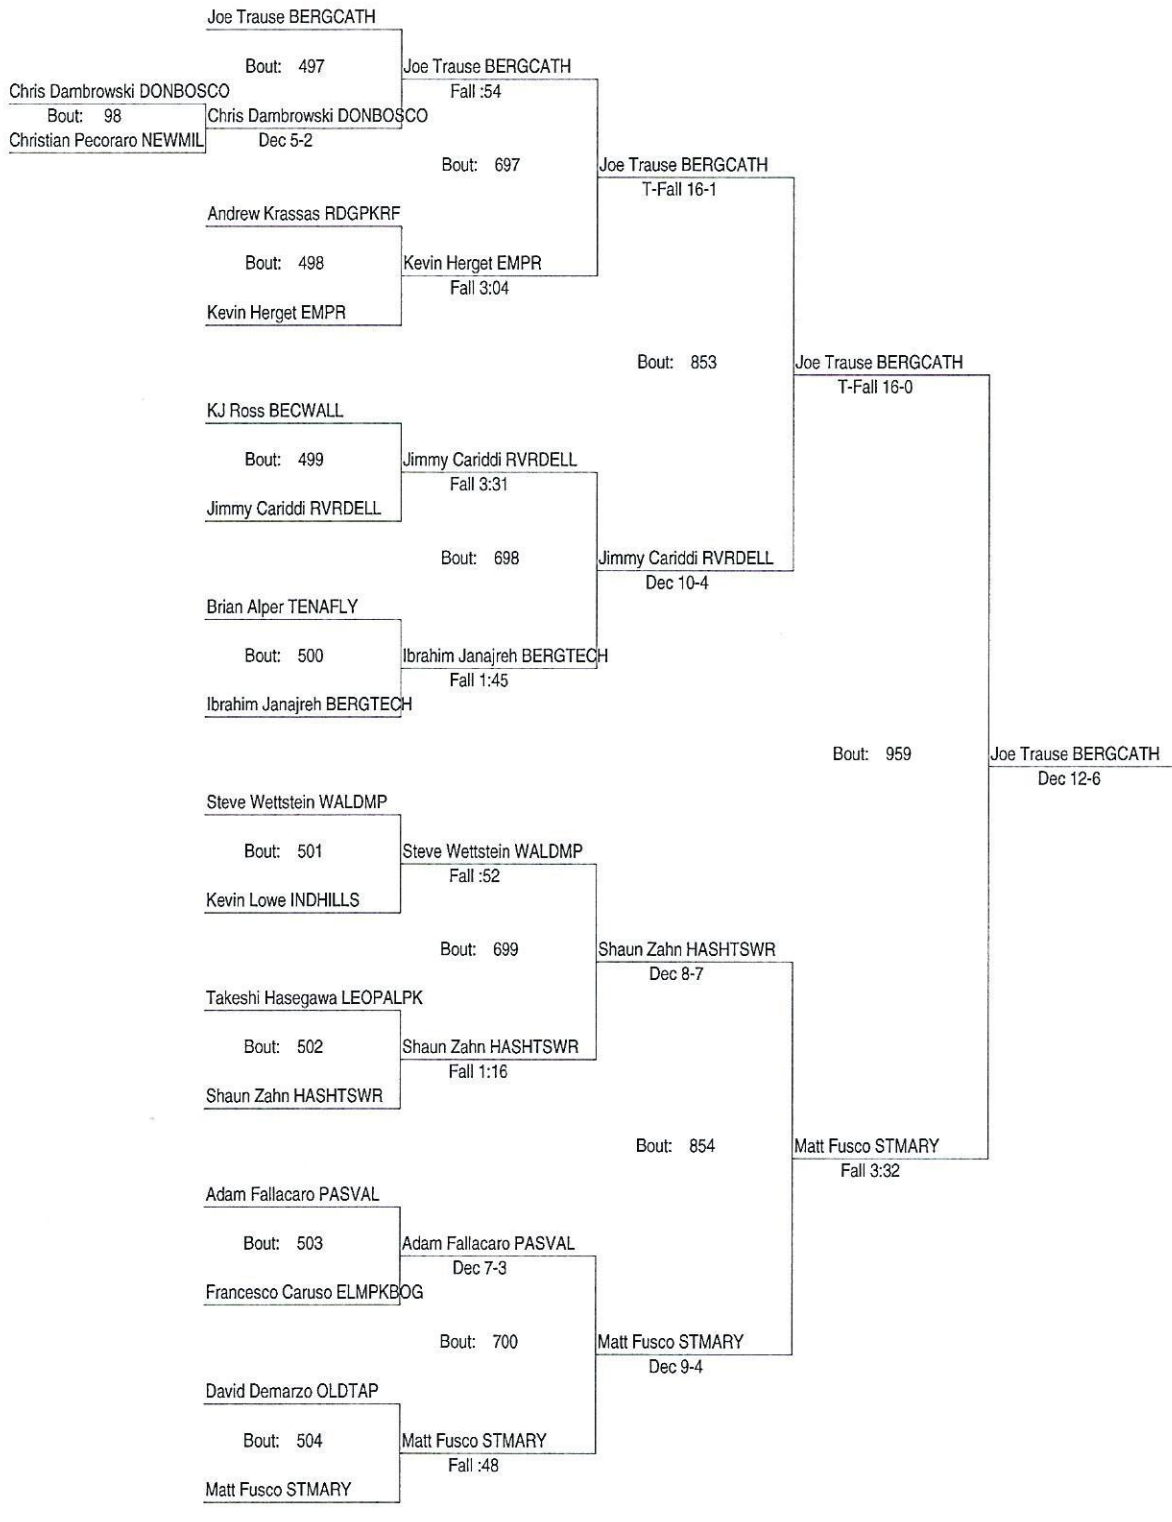 Joe Trause BERGCATH
Bout: 497
Joe Trause BERGCATH
Fall :54
Chris Dambrowski DONBOSCO
Bout: 98
Chris Dambrowski DONBOSCO
Christian Pecoraro NEWMIL
Dec 5-2
Bout: 697
Joe Trause BERGCATH
T-Fall 16-1
Andrew Krassas RDGPKRF
Bout: 498
Kevin Herget EMPR
Fall 3:04
Kevin Herget EMPR
Bout: 853
Joe Trause BERGCATH
T-Fall 16-0
KJ Ross BECWALL
Bout: 499
Jimmy Cariddi RVRDELL
Fall 3:31
Jimmy Cariddi RVRDELL
Bout: 698
Jimmy Cariddi RVRDELL
Dec 10-4
Brian Alper TENAFLY
Bout: 500
Ibrahim Janajreh BERGTECH
Fall 1:45
Ibrahim Janajreh BERGTECH
Bout: 959
Joe Trause BERGCATH
Dec 12-6
Steve Wettstein WALDMP
Bout: 501
Steve Wettstein WALDMP
Fall :52
Kevin Lowe INDHILLS
Bout: 699
Shaun Zahn HASHTSWR
Dec 8-7
Takeshi Hasegawa LEOPALPK
Bout: 502
Shaun Zahn HASHTSWR
Fall 1:16
Shaun Zahn HASHTSWR
Bout: 854
Matt Fusco STMARY
Fall 3:32
Adam Fallacaro PASVAL
Bout: 503
Adam Fallacaro PASVAL
Dec 7-3
Francesco Caruso ELMPKBOG
Bout: 700
Matt Fusco STMARY
Dec 9-4
David Demarzo OLDTAP
Bout: 504
Matt Fusco STMARY
Fall :48
Matt Fusco STMARY